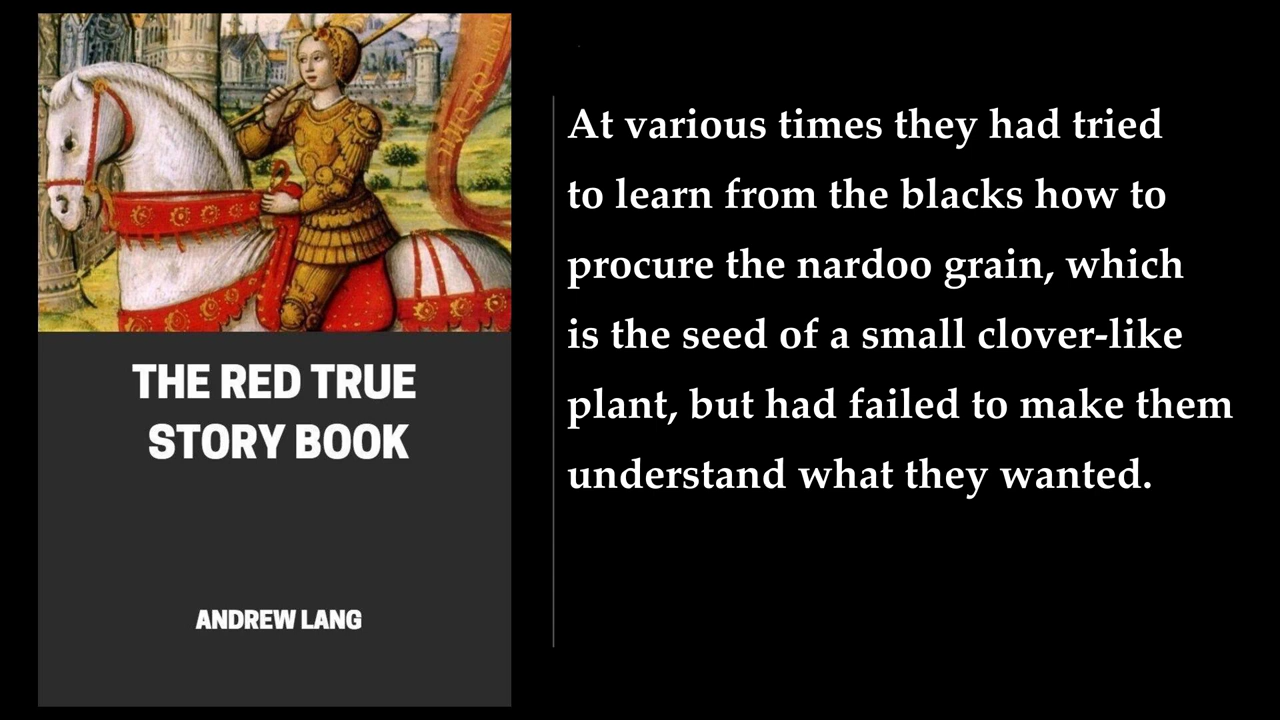 THE RED TRUE
STORY BOOK
ANDREW LANG
At various times they had tried
to learn from the blacks how to
procure the nardoo grain, which
is the seed of a small clover-like
plant, but had failed to make them
understand what they wanted.